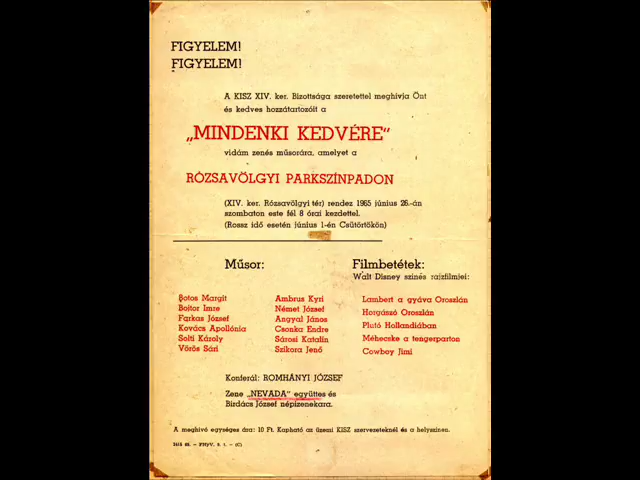 FIGYELEM!
FIGYELEM!
A KISZ XIV. ker. Bizottsága szeretettel meghívja Önt
és kedves hozzátartozóit a
„MINDENKI KEDVÉRE"
vidám zenés műsorára, amelyet a
RÓZSAVÖLGYI PARKSZÍNPADON
(XIV. ker. Rózsavölgyi tér) rendez 1965 június 26.-án
szombaton este fél 8 órai kezdettel.
(Rossz idő esetén június 1-én Csütörtökön)
Műsor:
Botos Margit
Bojtor Imre
Farkas József
Kovács Apollónia
Solti Károly
Vörös Sári
Ambrus Kyri
Német József
Angyal János
Csonka Endre
Sárosi Katalin
Szikora Jenő
Filmbetétek:
Walt Disney színes rajzfilmjei:
Lambert a gyáva Oroszlán
Horgászó Oroszlán
Plutó Hollandiában
Méhecske a tengerparton
Cowboy Jimi
Konferál: ROMHÁNYI JÓZSEF
Zene „NEVADA" együttes és
Birdács József népizenekara.
A meghívó egységes ára: 10 Ft. Kapható az üzemi KISZ szervezeteknél és a helyszínen.